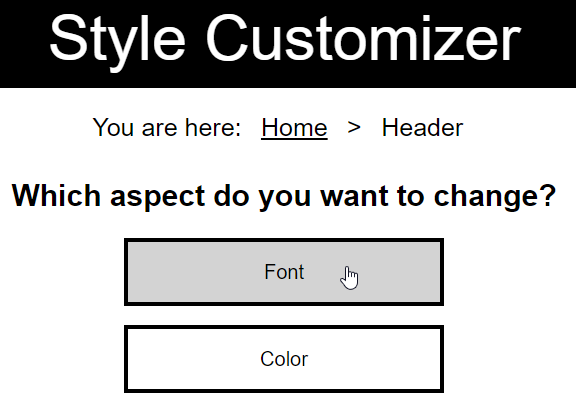 Style Customizer
You are here: Home > Header
Which aspect do you want to change?
Font
Color